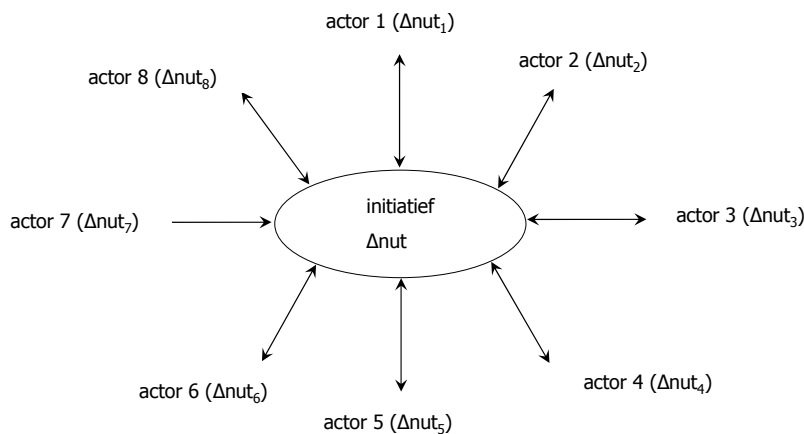 actor 1 (Δnut₁)
actor 2 (Δnut₂)
actor 8 (Δnut₈)
initiatief
Δnut
actor 3 (Δnut₃)
actor 7 (Δnut₇)
actor 4 (Δnut₄)
actor 6 (Δnut₆)
actor 5 (Δnut₅)